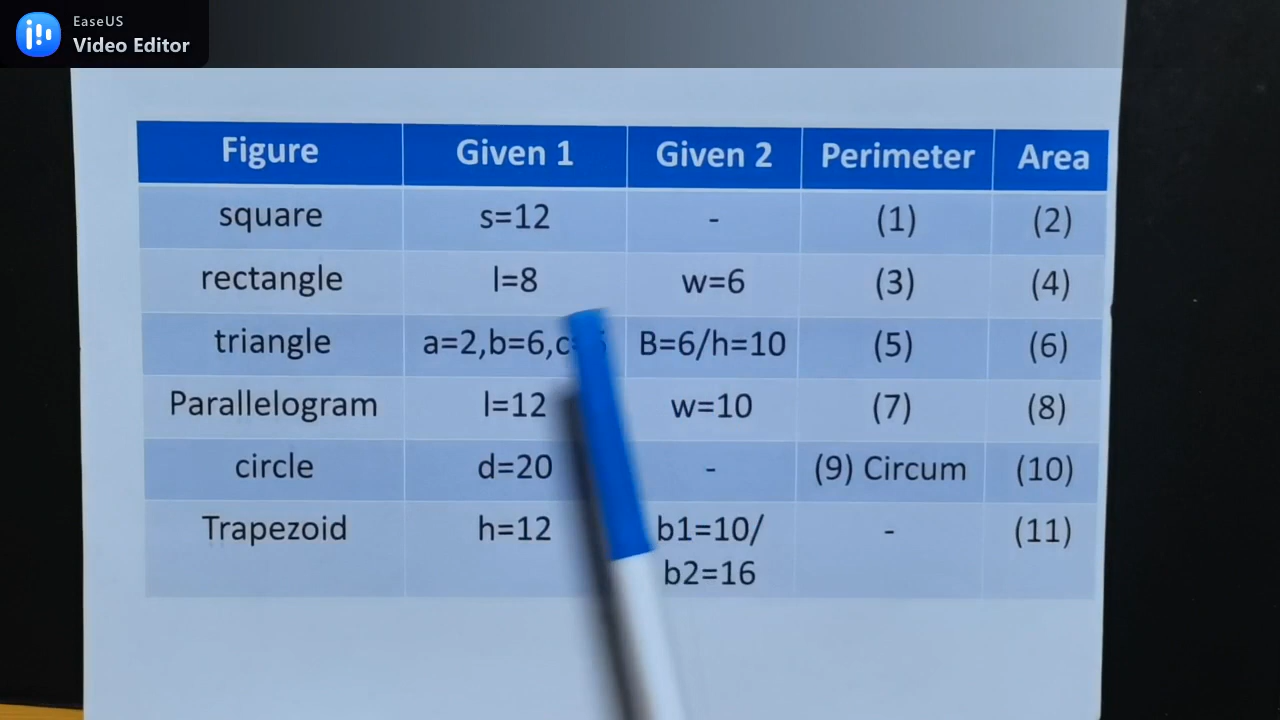 EaseUS
Video Editor
Figure Given 1 Given 2 Perimeter Area
square s=12 - (1) (2)
rectangle l=8 w=6 (3) (4)
triangle a=2,b=6,c= B=6/h=10 (5) (6)
Parallelogram l=12 w=10 (7) (8)
circle d=20 - (9) Circum (10)
Trapezoid h=12 b1=10/ - (11)
b2=16